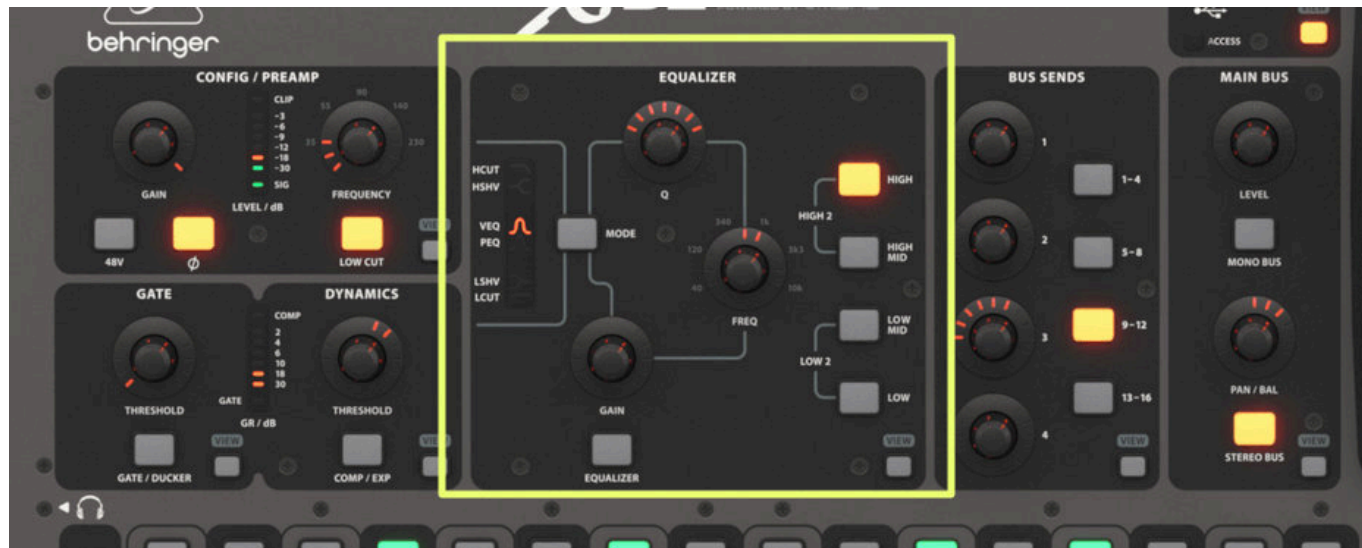 behringer
ACCESS
VIEW
CONFIG / PREAMP
CLIP
-3
-6
-9
-12
-18
-30
SIG
LEVEL / dB
GAIN
35
55
90
140
230
FREQUENCY
48V
Ø
LOW CUT
VIEW
GATE
THRESHOLD
GATE / DUCKER
VIEW
COMP
2
4
6
10
18
30
GATE
GR / dB
DYNAMICS
THRESHOLD
COMP / EXP
VIEW
EQUALIZER
HCUT
HSHV
VEQ
PEQ
LSHV
LCUT
MODE
Q
40
120
340
1k
3k3
10k
FREQ
GAIN
EQUALIZER
HIGH
HIGH 2
HIGH
MID
LOW
MID
LOW 2
LOW
VIEW
BUS SENDS
1
2
3
4
1-4
5-8
9-12
13-16
VIEW
MAIN BUS
LEVEL
MONO BUS
PAN / BAL
STEREO BUS
VIEW